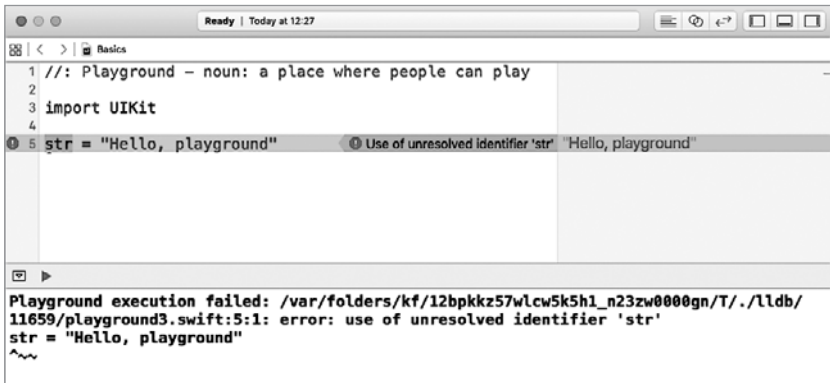 Ready | Today at 12:27
Basics
1 //: Playground – noun: a place where people can play
2
3 import UIKit
4
5 str = "Hello, playground" Use of unresolved identifier 'str' "Hello, playground"
Playground execution failed: /var/folders/kf/12bpkkz57wlcw5k5h1_n23zw0000gn/T/./lldb/
11659/playground3.swift:5:1: error: use of unresolved identifier 'str'
str = "Hello, playground"
^~~